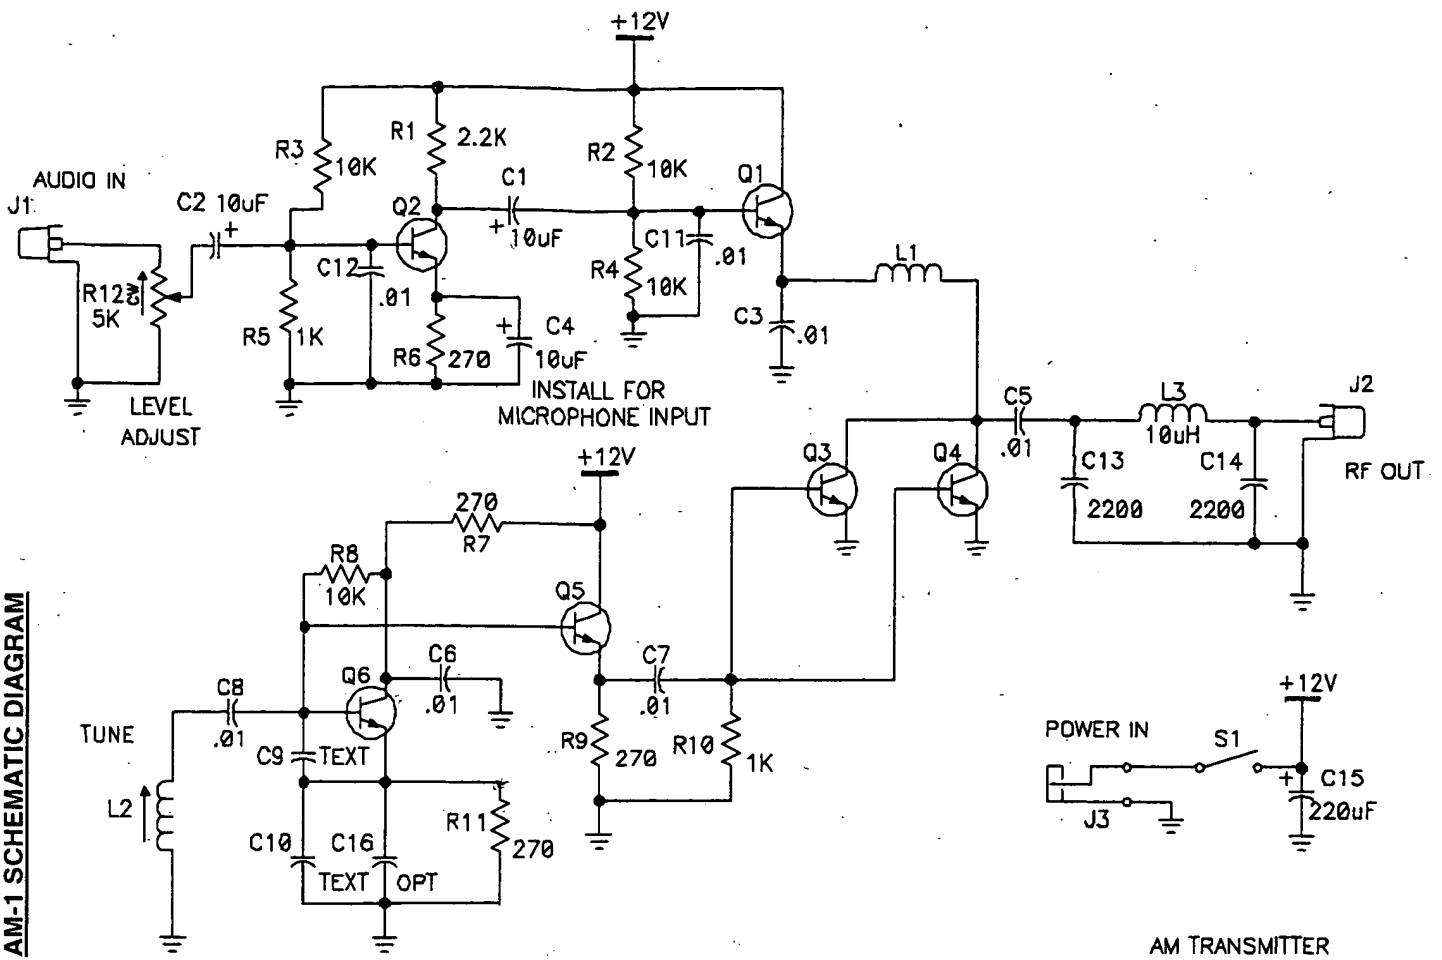 +12V
R3
10K
R1
2.2K
R2
10K
Q1
AUDIO IN
J1
C2 10uF
+
Q2
C1
+
10uF
C11
.01
R12
CW
5K
R5
1K
C12
.01
R4
10K
L1
C3
.01
R6
270
+
C4
10uF
INSTALL FOR
MICROPHONE INPUT
LEVEL
ADJUST
C5
.01
L3
10uH
J2
RF OUT
Q3
Q4
C13
2200
C14
2200
+12V
270
R7
R8
10K
Q5
Q6
C6
.01
C7
.01
C8
.01
TUNE
L2
C9
TEXT
R9
270
R10
1K
C10
TEXT
C16
OPT
R11
270
+12V
POWER IN
S1
J3
+
C15
220uF
AM-1 SCHEMATIC DIAGRAM
AM TRANSMITTER